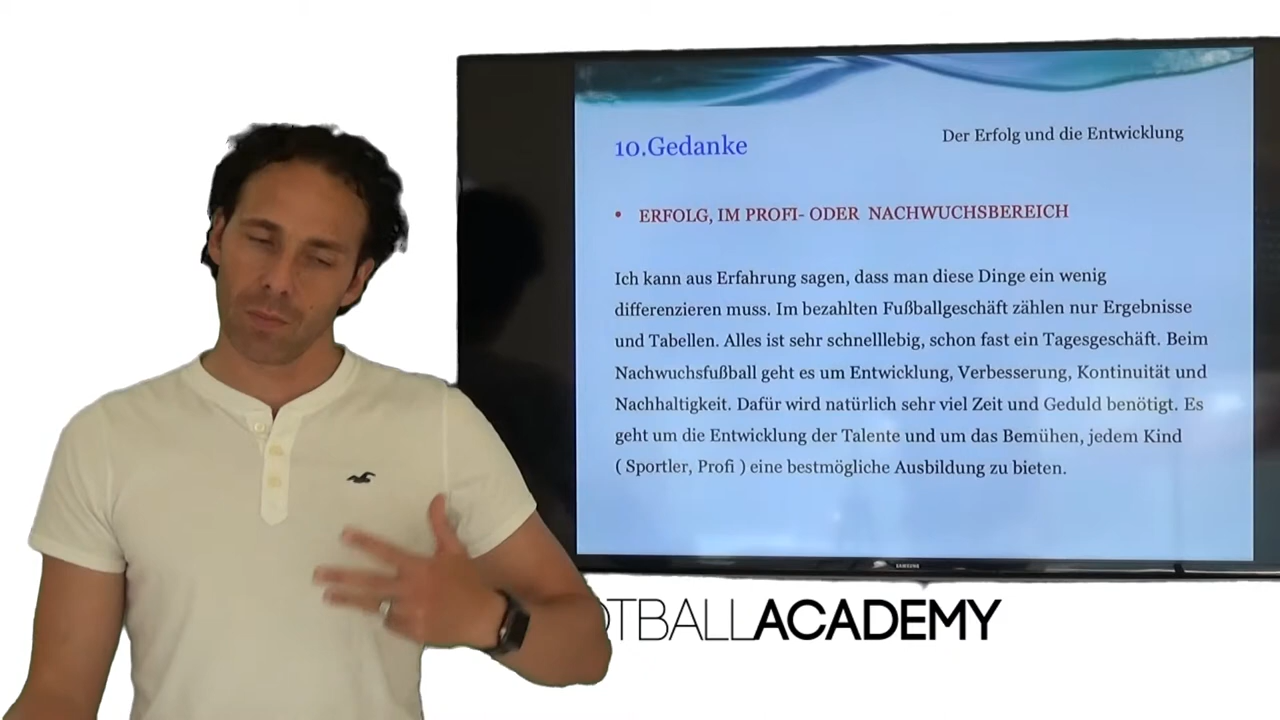 Der Erfolg und die Entwicklung
10.Gedanke
• ERFOLG, IM PROFI- ODER NACHWUCHSBEREICH
Ich kann aus Erfahrung sagen, dass man diese Dinge ein wenig
differenzieren muss. Im bezahlten Fußballgeschäft zählen nur Ergebnisse
und Tabellen. Alles ist sehr schnelllebig, schon fast ein Tagesgeschäft. Beim
Nachwuchsfußball geht es um Entwicklung, Verbesserung, Kontinuität und
Nachhaltigkeit. Dafür wird natürlich sehr viel Zeit und Geduld benötigt. Es
geht um die Entwicklung der Talente und um das Bemühen, jedem Kind
( Sportler, Profi ) eine bestmögliche Ausbildung zu bieten.
SAMSUNG
OTBALLACADEMY